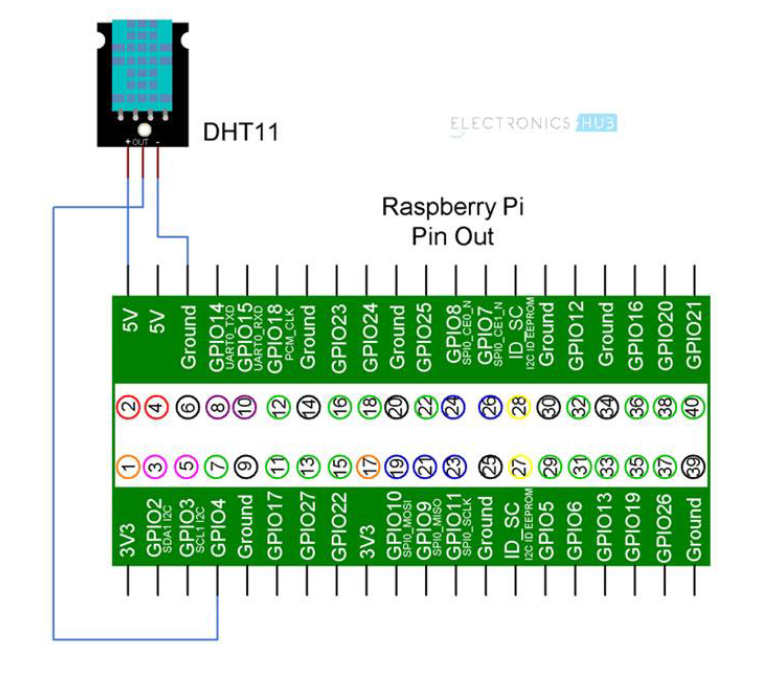 + OUT -
DHT11
ELECTRONICS HUB
Raspberry Pi
Pin Out
5V
5V
Ground
GPIO14
UART0_TXD
GPIO15
UART0_RXD
GPIO18
PCM_CLK
Ground
GPIO23
GPIO24
Ground
GPIO25
GPIO8
SPI0_CE0_N
GPIO7
SPI0_CE1_N
ID_SC
I2C ID EEPROM
Ground
GPIO12
Ground
GPIO16
GPIO20
GPIO21
2 4 6 8 10 12 14 16 18 20 22 24 26 28 30 32 34 36 38 40
1 3 5 7 9 11 13 15 17 19 21 23 25 27 29 31 33 35 37 39
3V3
GPIO2
SDA1 I2C
GPIO3
SCL1 I2C
GPIO4
Ground
GPIO17
GPIO27
GPIO22
3V3
GPIO10
SPI0_MOSI
GPIO9
SPI0_MISO
GPIO11
SPI0_SCLK
Ground
ID_SC
I2C ID EEPROM
GPIO5
GPIO6
GPIO13
GPIO19
GPIO26
Ground